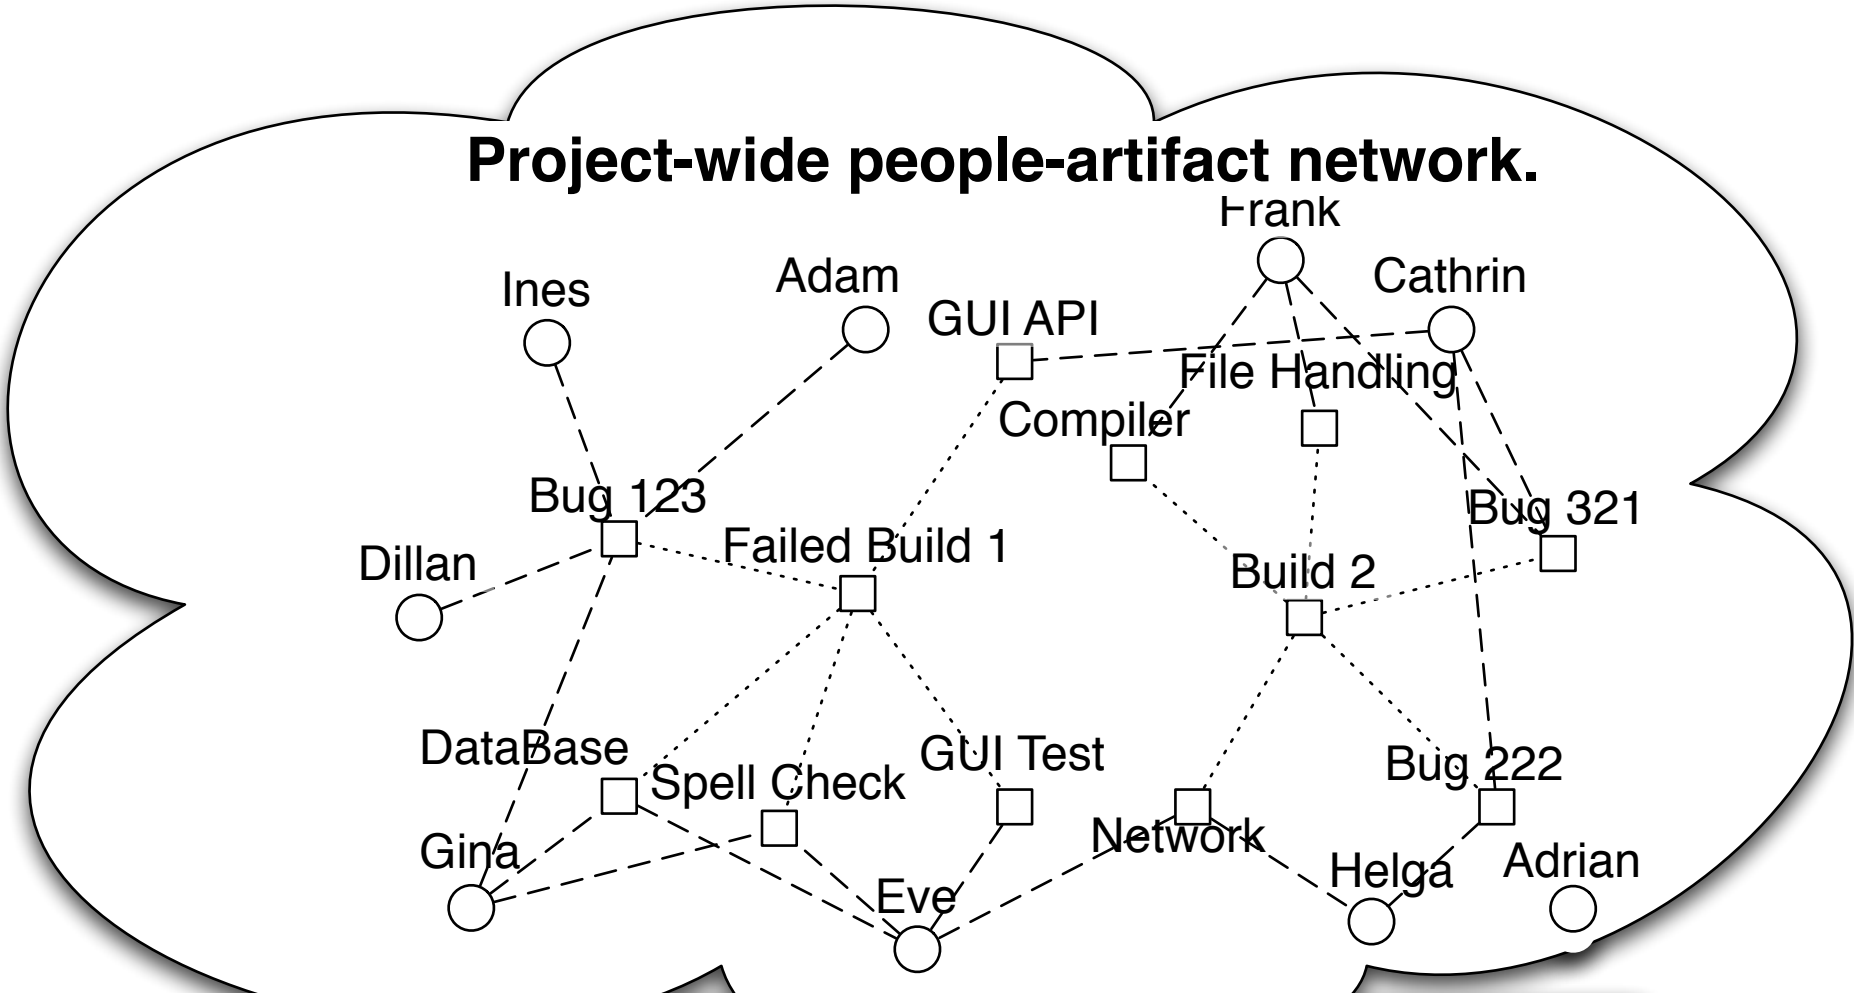 Project-wide people-artifact network.
Frank
Ines
Adam
Cathrin
GUI API
File Handling
Compiler
Bug 123
Bug 321
Failed Build 1
Dillan
Build 2
DataBase
Spell Check
GUI Test
Bug 222
Network
Gina
Helga
Adrian
Eve